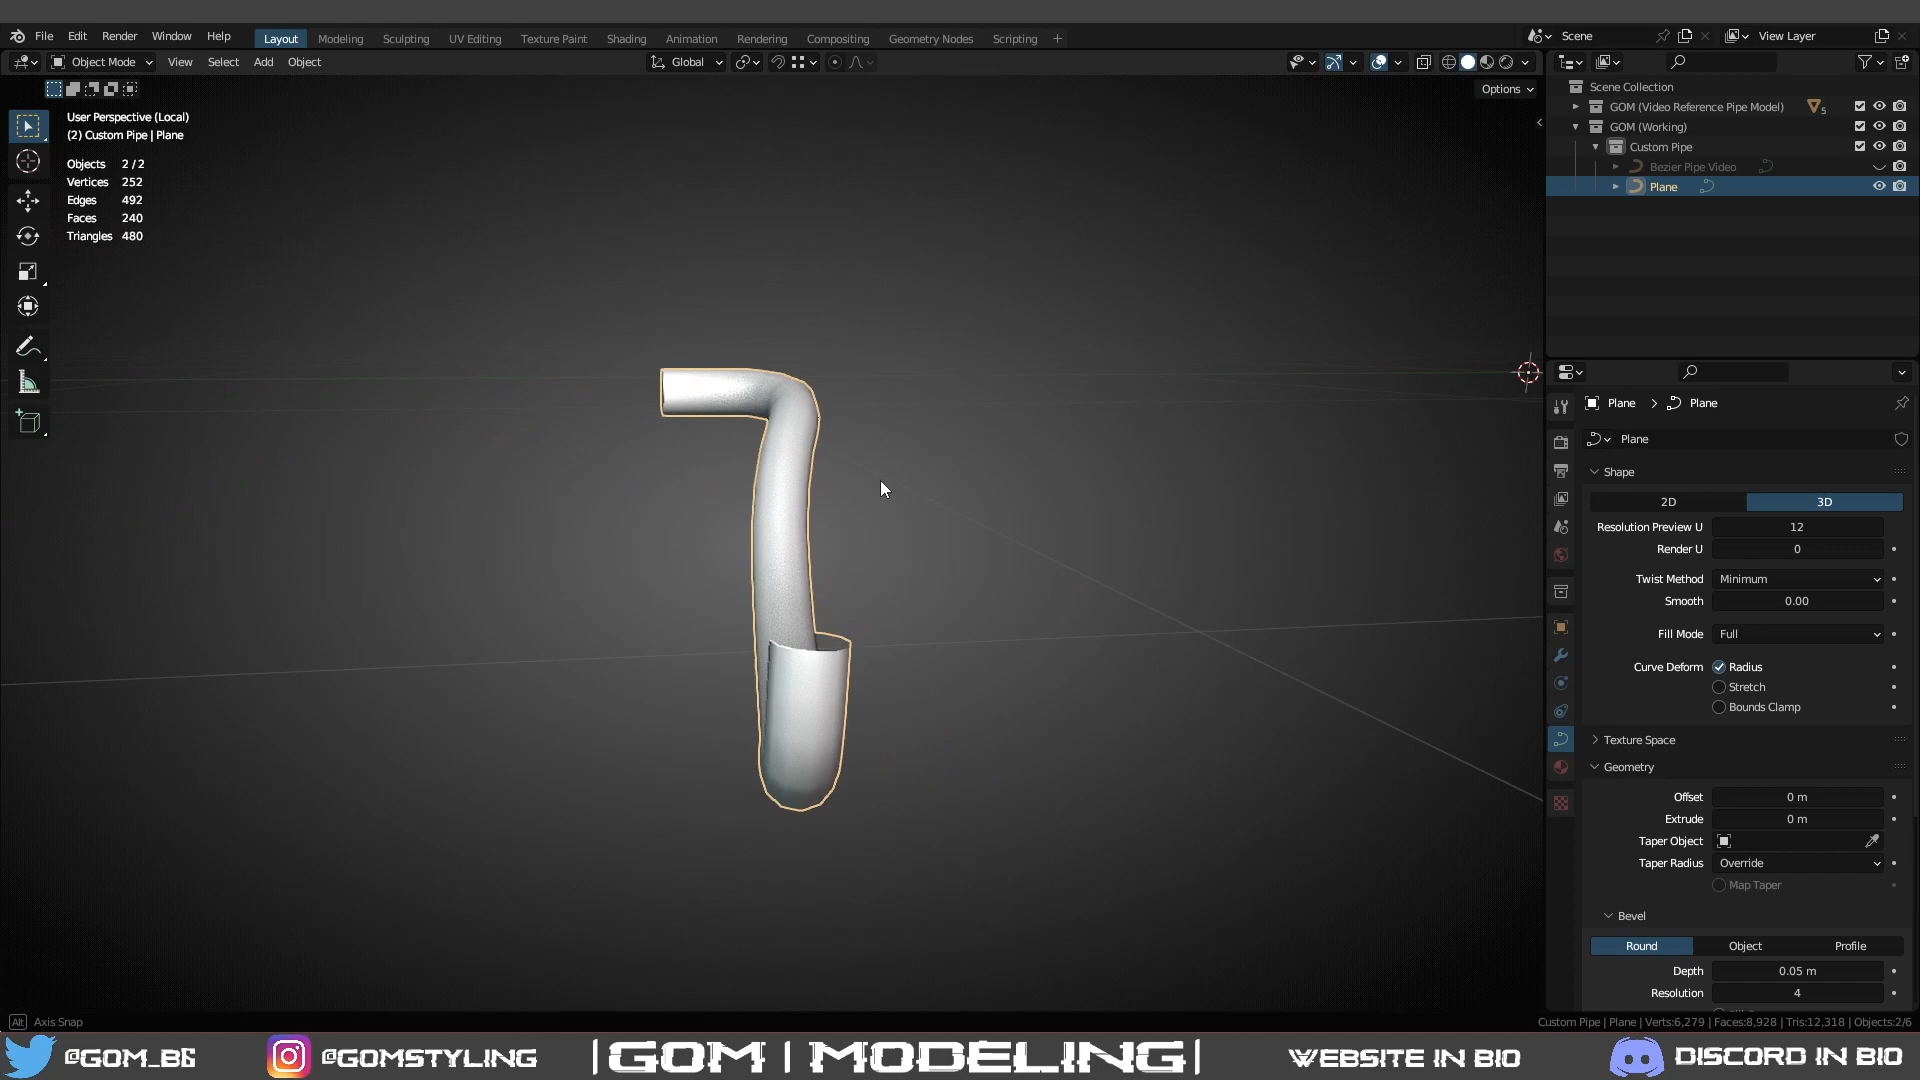 File Edit Render Window Help Layout Modeling Sculpting UV Editing Texture Paint Shading Animation Rendering Compositing Geometry Nodes Scripting + Scene View Layer
Object Mode View Select Add Object Global
Options
User Perspective (Local)
(2) Custom Pipe | Plane
Objects 2 / 2
Vertices 252
Edges 492
Faces 240
Triangles 480
Scene Collection
GOM (Video Reference Pipe Model) 5
GOM (Working)
Custom Pipe
Bezier Pipe Video
Plane
Plane > Plane
Plane
Shape
2D 3D
Resolution Preview U 12
Render U 0
Twist Method Minimum
Smooth 0.00
Fill Mode Full
Curve Deform Radius
Stretch
Bounds Clamp
Texture Space
Geometry
Offset 0 m
Extrude 0 m
Taper Object
Taper Radius Override
Map Taper
Bevel
Round Object Profile
Depth 0.05 m
Resolution 4
Alt Axis Snap
Custom Pipe | Plane | Verts:6,279 | Faces:8,928 | Tris:12,318 | Objects:2/6
@GOM_B6 @GOMSTYLING |GOM | MODELING| WEBSITE IN BIO DISCORD IN BIO